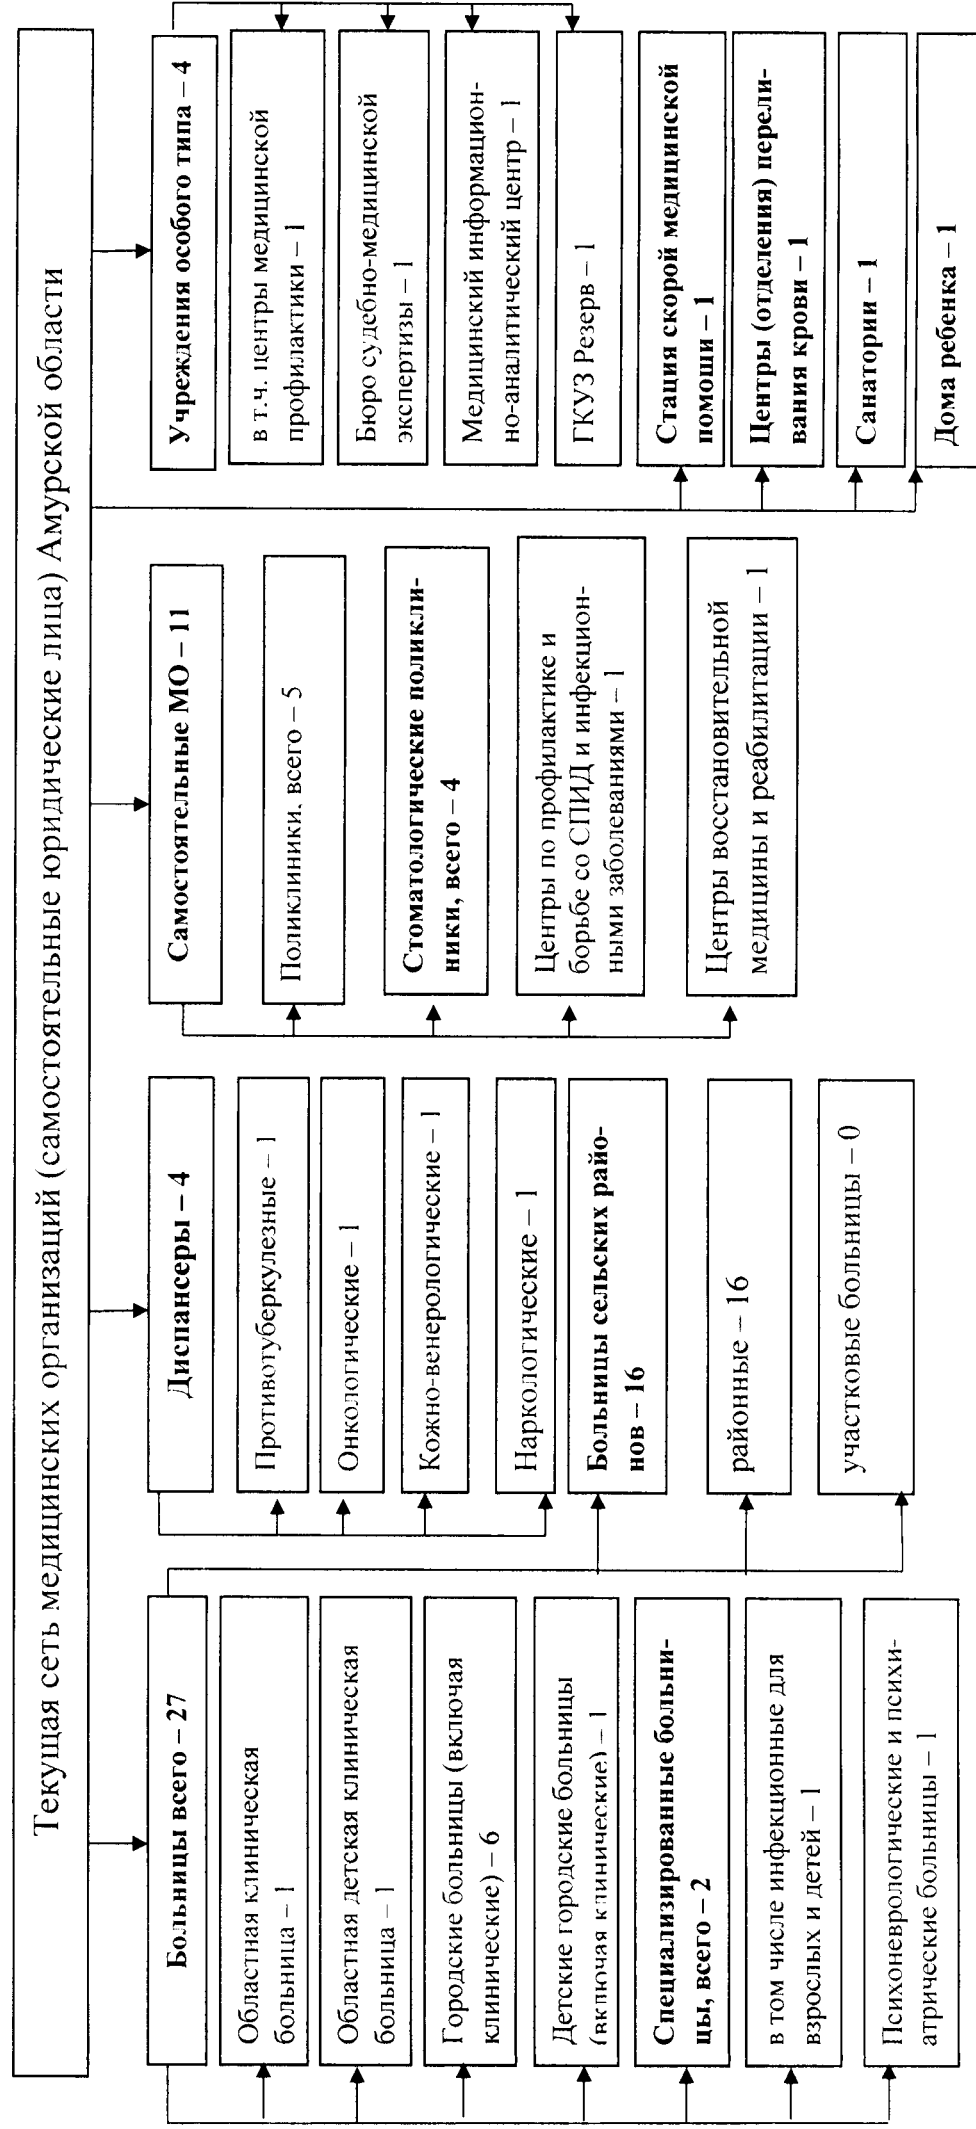 Текущая сеть медицинских организаций (самостоятельные юридические лица) Амурской области
Больницы всего – 27
Областная клиническая
больница – 1
Областная детская клиническая
больница – 1
Городские больницы (включая
клинические) – 6
Детские городские больницы
(включая клинические) – 1
Специализированные больни-
цы, всего – 2
в том числе инфекционные для
взрослых и детей – 1
Психоневрологические и психи-
атрические больницы – 1
Диспансеры – 4
Противотуберкулезные – 1
Онкологические – 1
Кожно-венерологические – 1
Наркологические – 1
Больницы сельских райо-
нов – 16
районные – 16
участковые больницы – 0
Самостоятельные МО – 11
Поликлиники, всего – 5
Стоматологические поликли-
ники, всего – 4
Центры по профилактике и
борьбе со СПИД и инфекцион-
ными заболеваниями – 1
Центры восстановительной
медицины и реабилитации – 1
Учреждения особого типа – 4
в т.ч. центры медицинской
профилактики – 1
Бюро судебно-медицинской
экспертизы – 1
Медицинский информацион-
но-аналитический центр – 1
ГКУЗ Резерв – 1
Стация скорой медицинской
помощи – 1
Центры (отделения) перели-
вания крови – 1
Санатории – 1
Дома ребенка – 1